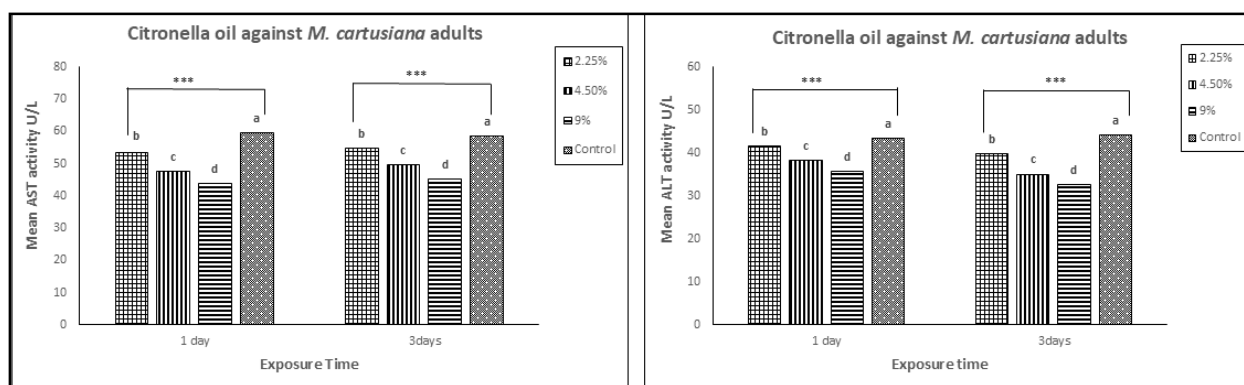 Citronella oil against M. cartusiana adults
Mean AST activity U/L
80
70
60
50
40
30
20
10
0
***
***
b
c
d
a
b
c
d
a
1 day
3days
Exposure Time
2.25%
4.50%
9%
Control
Citronella oil against M. cartusiana adults
Mean ALT activity U/L
60
50
40
30
20
10
0
***
***
b
c
d
a
b
c
d
a
1 day
3days
Exposure time
2.25%
4.50%
9%
Control